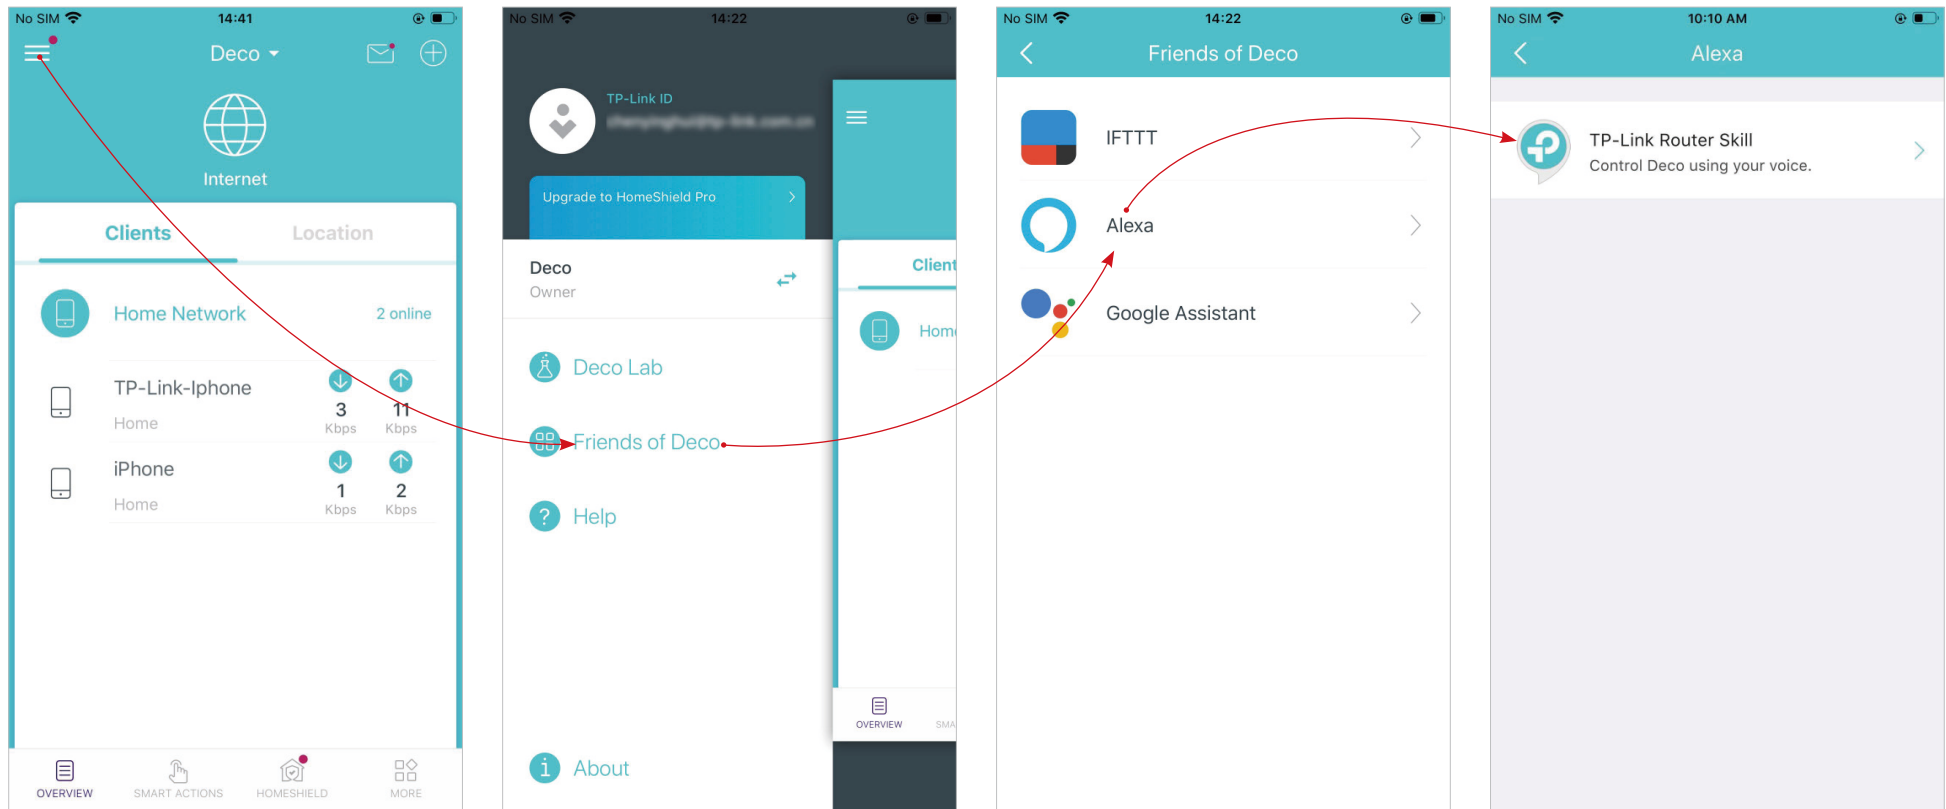 No SIM
14:41
Deco
Internet
Clients
Location
Home Network
2 online
TP-Link-Iphone
Home
3
Kbps
11
Kbps
iPhone
Home
1
Kbps
2
Kbps
OVERVIEW
SMART ACTIONS
HOMESHIELD
MORE
No SIM
14:22
TP-Link ID
Upgrade to HomeShield Pro
Deco
Owner
Deco Lab
Friends of Deco
Help
About
Client
Hom
OVERVIEW
SMA
No SIM
14:22
Friends of Deco
IFTTT
Alexa
Google Assistant
No SIM
10:10 AM
Alexa
TP-Link Router Skill
Control Deco using your voice.